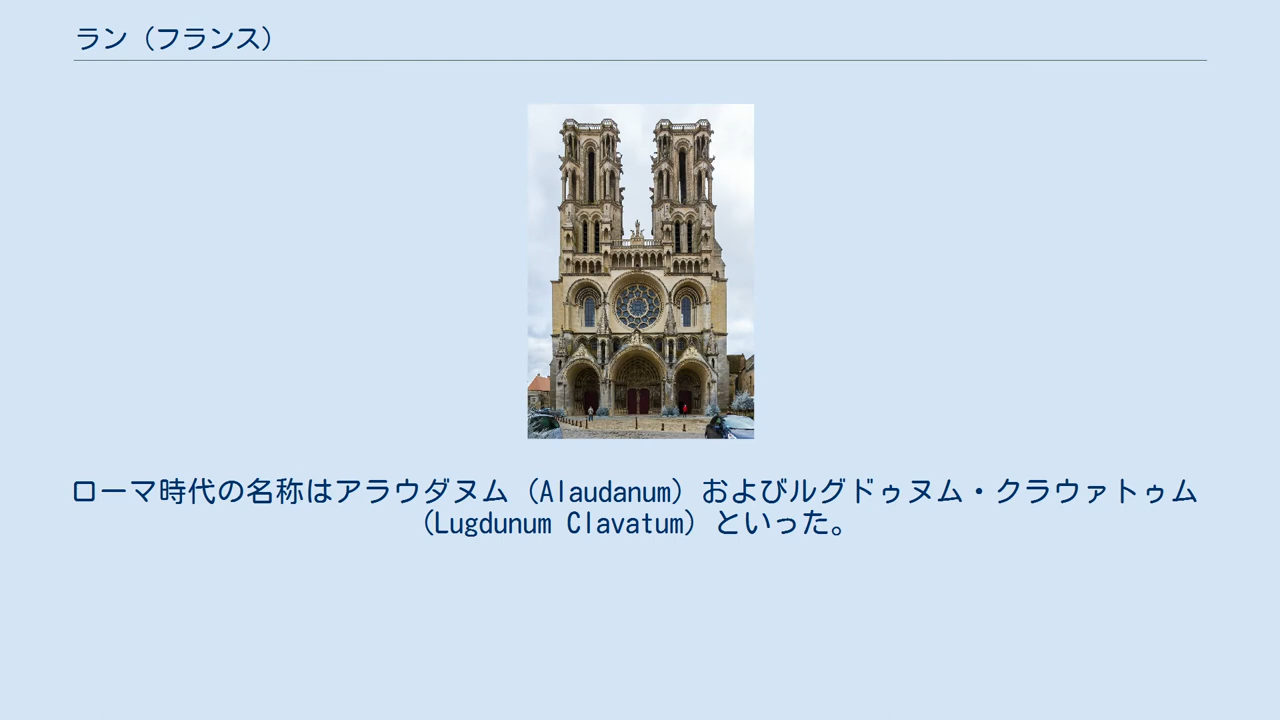 ラン（フランス）
ローマ時代の名称はアラウダヌム（Alaudanum）およびルグドゥヌム・クラウァトゥム
（Lugdunum Clavatum）といった。